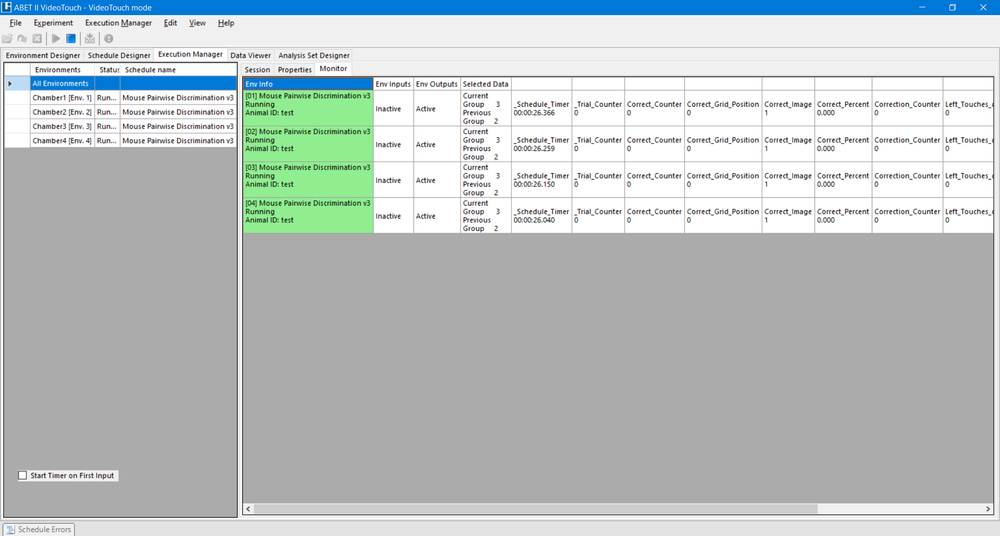 ABET II VideoTouch - VideoTouch mode
File Experiment Execution Manager Edit View Help
Environment Designer Schedule Designer Execution Manager Data Viewer Analysis Set Designer
Environments Status Schedule name
All Environments
Chamber1 [Env. 1] Run... Mouse Pairwise Discrimination v3
Chamber2 [Env. 2] Run... Mouse Pairwise Discrimination v3
Chamber3 [Env. 3] Run... Mouse Pairwise Discrimination v3
Chamber4 [Env. 4] Run... Mouse Pairwise Discrimination v3
Start Timer on First Input
Session Properties Monitor
Env Info Env Inputs Env Outputs Selected Data
[01] Mouse Pairwise Discrimination v3
Running
Animal ID: test
Inactive
Active
Current
Group 3
Previous
Group 2
_Schedule_Timer _Trial_Counter Correct_Counter Correct_Grid_Position Correct_Image Correct_Percent Correction_Counter Left_Touches_
00:00:26.366 0 0 0 1 0.000 0 0
[02] Mouse Pairwise Discrimination v3
Running
Animal ID: test
Inactive
Active
Current
Group 3
Previous
Group 2
_Schedule_Timer _Trial_Counter Correct_Counter Correct_Grid_Position Correct_Image Correct_Percent Correction_Counter Left_Touches_
00:00:26.259 0 0 0 1 0.000 0 0
[03] Mouse Pairwise Discrimination v3
Running
Animal ID: test
Inactive
Active
Current
Group 3
Previous
Group 2
_Schedule_Timer _Trial_Counter Correct_Counter Correct_Grid_Position Correct_Image Correct_Percent Correction_Counter Left_Touches_
00:00:26.150 0 0 0 1 0.000 0 0
[04] Mouse Pairwise Discrimination v3
Running
Animal ID: test
Inactive
Active
Current
Group 3
Previous
Group 2
_Schedule_Timer _Trial_Counter Correct_Counter Correct_Grid_Position Correct_Image Correct_Percent Correction_Counter Left_Touches_
00:00:26.040 0 0 0 1 0.000 0 0
Schedule Errors